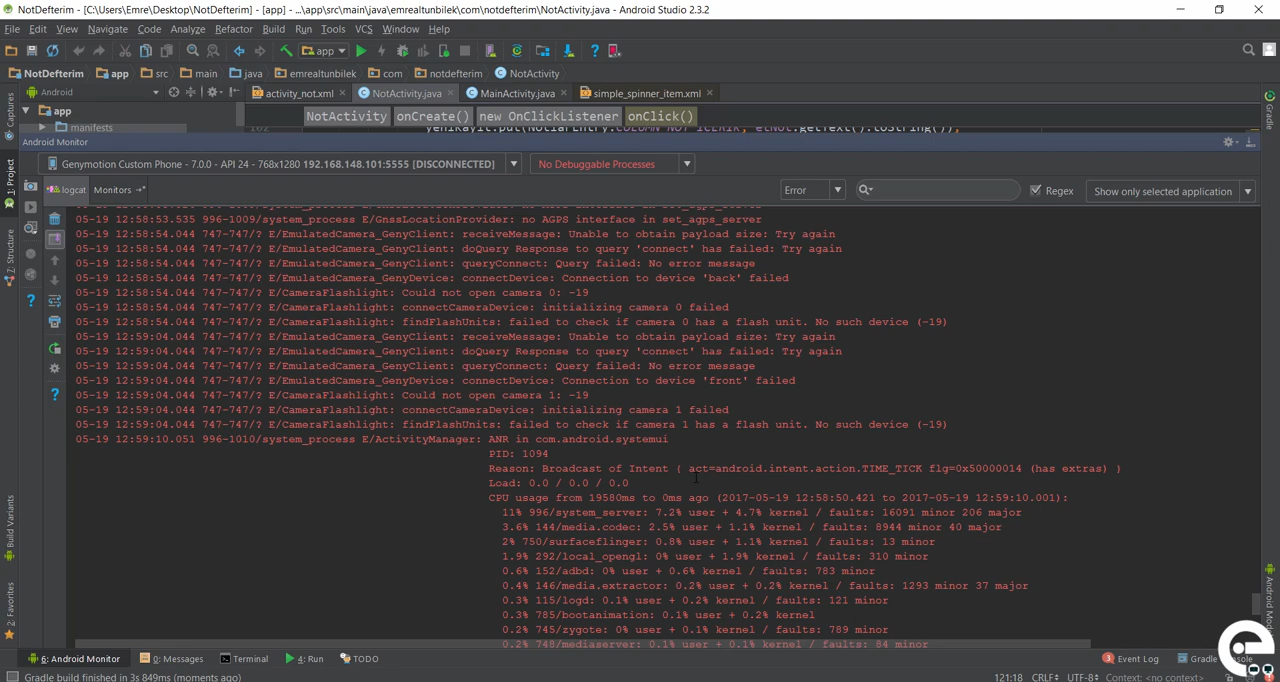 NotDefterim - [C:\Users\Emre\Desktop\NotDefterim] - [app] - ...\app\src\main\java\emrealtunbilek\com\notdefterim\NotActivity.java - Android Studio 2.3.2
File Edit View Navigate Code Analyze Refactor Build Run Tools VCS Window Help
app
NotDefterim app src main java emrealtunbilek com notdefterim NotActivity
Android activity_not.xml NotActivity.java MainActivity.java simple_spinner_item.xml
app NotActivity onCreate() new OnClickListener onClick()
manifests
Android Monitor
Genymotion Custom Phone - 7.0.0 - API 24 - 768x1280 192.168.148.101:5555 [DISCONNECTED] No Debuggable Processes
logcat Monitors Error Regex Show only selected application
05-19 12:58:53.535 996-1009/system_process E/GnssLocationProvider: no AGPS interface in set_agps_server
05-19 12:58:54.044 747-747/? E/EmulatedCamera_GenyClient: receiveMessage: Unable to obtain payload size: Try again
05-19 12:58:54.044 747-747/? E/EmulatedCamera_GenyClient: doQuery Response to query 'connect' has failed: Try again
05-19 12:58:54.044 747-747/? E/EmulatedCamera_GenyClient: queryConnect: Query failed: No error message
05-19 12:58:54.044 747-747/? E/EmulatedCamera_GenyDevice: connectDevice: Connection to device 'back' failed
05-19 12:58:54.044 747-747/? E/CameraFlashlight: Could not open camera 0: -19
05-19 12:58:54.044 747-747/? E/CameraFlashlight: connectCameraDevice: initializing camera 0 failed
05-19 12:58:54.044 747-747/? E/CameraFlashlight: findFlashUnits: failed to check if camera 0 has a flash unit. No such device (-19)
05-19 12:59:04.044 747-747/? E/EmulatedCamera_GenyClient: receiveMessage: Unable to obtain payload size: Try again
05-19 12:59:04.044 747-747/? E/EmulatedCamera_GenyClient: doQuery Response to query 'connect' has failed: Try again
05-19 12:59:04.044 747-747/? E/EmulatedCamera_GenyClient: queryConnect: Query failed: No error message
05-19 12:59:04.044 747-747/? E/EmulatedCamera_GenyDevice: connectDevice: Connection to device 'front' failed
05-19 12:59:04.044 747-747/? E/CameraFlashlight: Could not open camera 1: -19
05-19 12:59:04.044 747-747/? E/CameraFlashlight: connectCameraDevice: initializing camera 1 failed
05-19 12:59:04.044 747-747/? E/CameraFlashlight: findFlashUnits: failed to check if camera 1 has a flash unit. No such device (-19)
05-19 12:59:10.051 996-1010/system_process E/ActivityManager: ANR in com.android.systemui
PID: 1094
Reason: Broadcast of Intent { act=android.intent.action.TIME_TICK flg=0x50000014 (has extras) }
Load: 0.0 / 0.0 / 0.0
CPU usage from 19580ms to 0ms ago (2017-05-19 12:58:50.421 to 2017-05-19 12:59:10.001):
11% 996/system_server: 7.2% user + 4.7% kernel / faults: 16091 minor 206 major
3.6% 144/media.codec: 2.5% user + 1.1% kernel / faults: 8944 minor 40 major
2% 750/surfaceflinger: 0.8% user + 1.1% kernel / faults: 13 minor
1.9% 292/local_opengl: 0% user + 1.9% kernel / faults: 310 minor
0.6% 152/adbd: 0% user + 0.6% kernel / faults: 783 minor
0.4% 146/media.extractor: 0.2% user + 0.2% kernel / faults: 1293 minor 37 major
0.3% 115/logd: 0.1% user + 0.2% kernel / faults: 121 minor
0.3% 785/bootanimation: 0.1% user + 0.2% kernel
0.2% 745/zygote: 0% user + 0.1% kernel / faults: 789 minor
0.2% 748/mediaserver: 0.1% user + 0.1% kernel / faults: 84 minor
Captures
1: Project
7: Structure
Build Variants
2: Favorites
Gradle
6: Android Monitor 0: Messages Terminal 4: Run TODO 3 Event Log Gradle
Gradle build finished in 3s 849ms (moments ago) 121:18 CRLF UTF-8 Context: <no context>